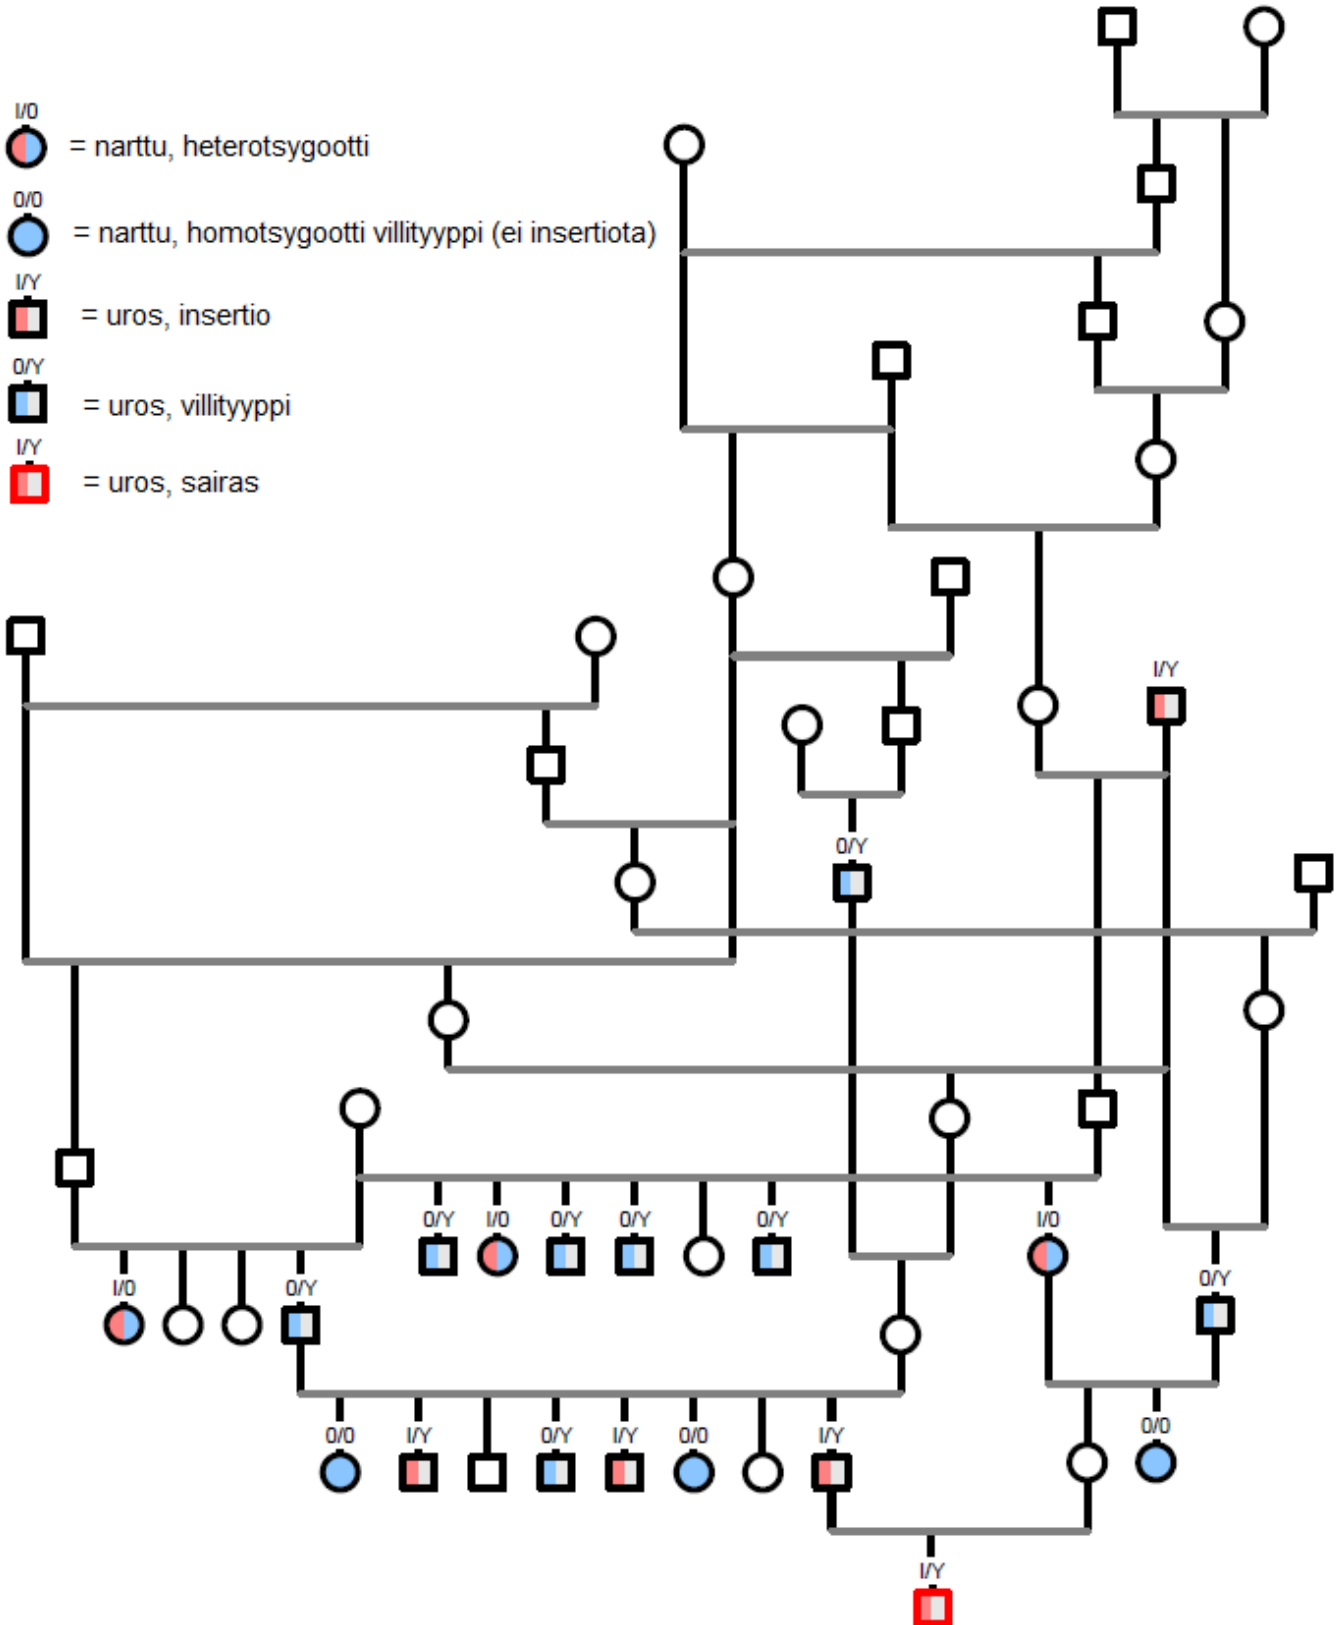 I/0
= narttu, heterotsygootti
0/0
= narttu, homotsygootti villityyppi (ei insertiota)
I/Y
= uros, insertio
0/Y
= uros, villityyppi
I/Y
= uros, sairas
I/Y
0/Y
0/Y I/0 0/Y 0/Y 0/Y I/0
I/0 0/Y 0/Y
0/0 I/Y 0/Y I/Y 0/0 I/Y 0/0
I/Y